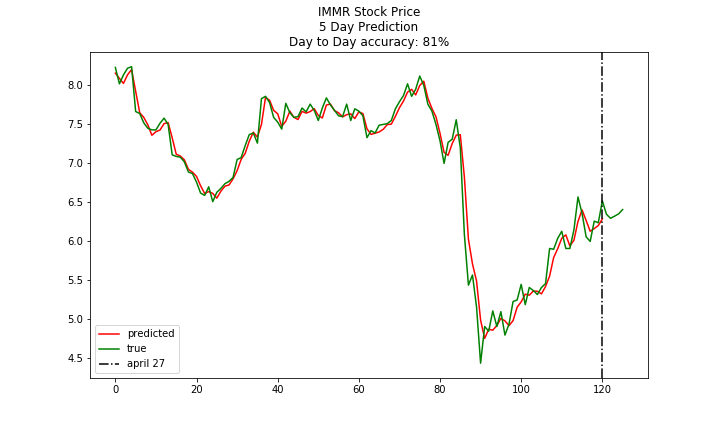 IMMR Stock Price
5 Day Prediction
Day to Day accuracy: 81%
8.0
7.5
7.0
6.5
6.0
5.5
5.0
4.5
predicted
true
april 27
0 20 40 60 80 100 120